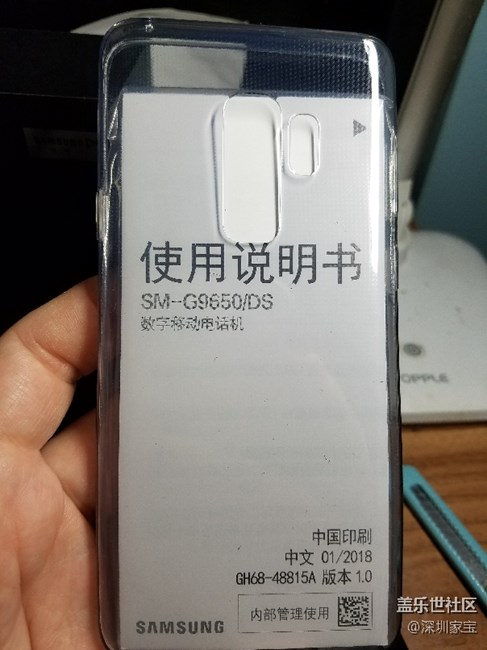 使用说明书
SM-G9650/DS
数字移动电话机
OPPLE
中国印刷
中文 01/2018
GH68-48815A 版本 1.0
内部管理使用
SAMSUNG
盖乐世社区
@深圳家宝